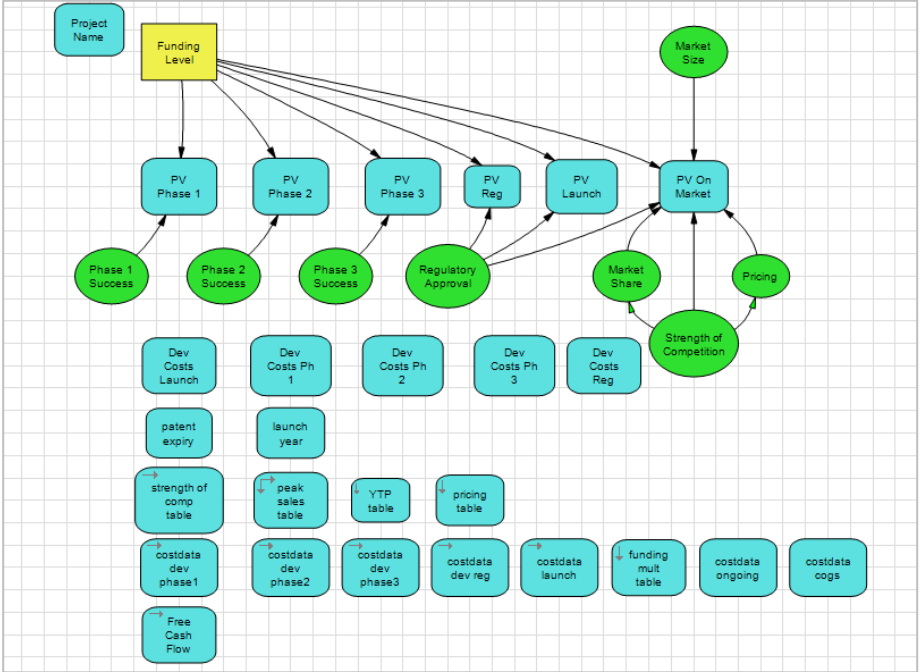 Project
Name
Funding
Level
Market
Size
PV
Phase 1
PV
Phase 2
PV
Phase 3
PV
Reg
PV
Launch
PV On
Market
Phase 1
Success
Phase 2
Success
Phase 3
Success
Regulatory
Approval
Market
Share
Pricing
Strength of
Competition
Dev
Costs
Launch
Dev
Costs Ph
1
Dev
Costs Ph
2
Dev
Costs Ph
3
Dev
Costs
Reg
patent
expiry
launch
year
strength of
comp
table
peak
sales
table
YTP
table
pricing
table
costdata
dev
phase1
costdata
dev
phase2
costdata
dev
phase3
costdata
dev reg
costdata
launch
funding
mult
table
costdata
ongoing
costdata
cogs
Free
Cash
Flow